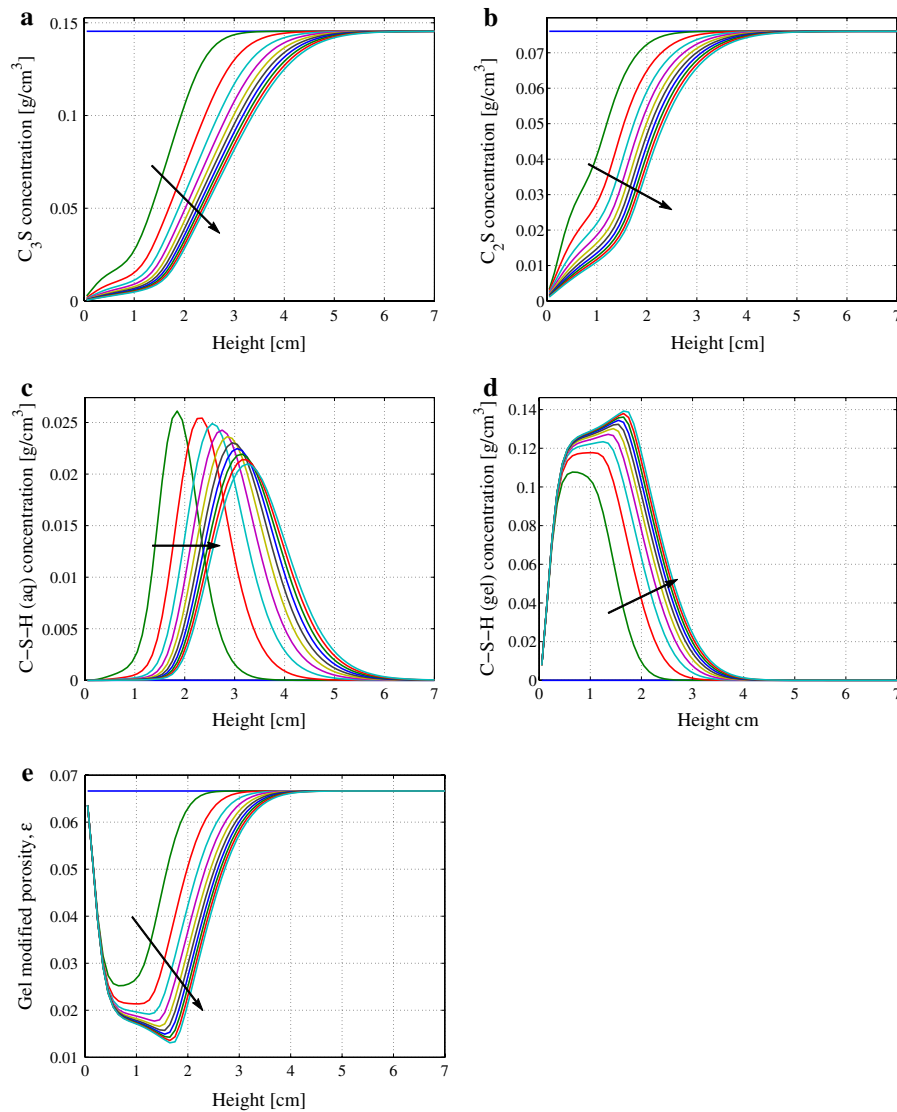 a
C3S concentration [g/cm3]
0.15
0.1
0.05
0
0 1 2 3 4 5 6 7
Height [cm]
b
C2S concentration [g/cm3]
0.08
0.07
0.06
0.05
0.04
0.03
0.02
0.01
0
0 1 2 3 4 5 6 7
Height [cm]
c
C–S–H (aq) concentration [g/cm3]
0.025
0.02
0.015
0.01
0.005
0
0 1 2 3 4 5 6 7
Height [cm]
d
C–S–H (gel) concentration [g/cm3]
0.14
0.12
0.10
0.08
0.06
0.04
0.02
0
0 1 2 3 4 5 6 7
Height cm
e
Gel modified porosity, ε
0.07
0.06
0.05
0.04
0.03
0.02
0.01
0 1 2 3 4 5 6 7
Height [cm]